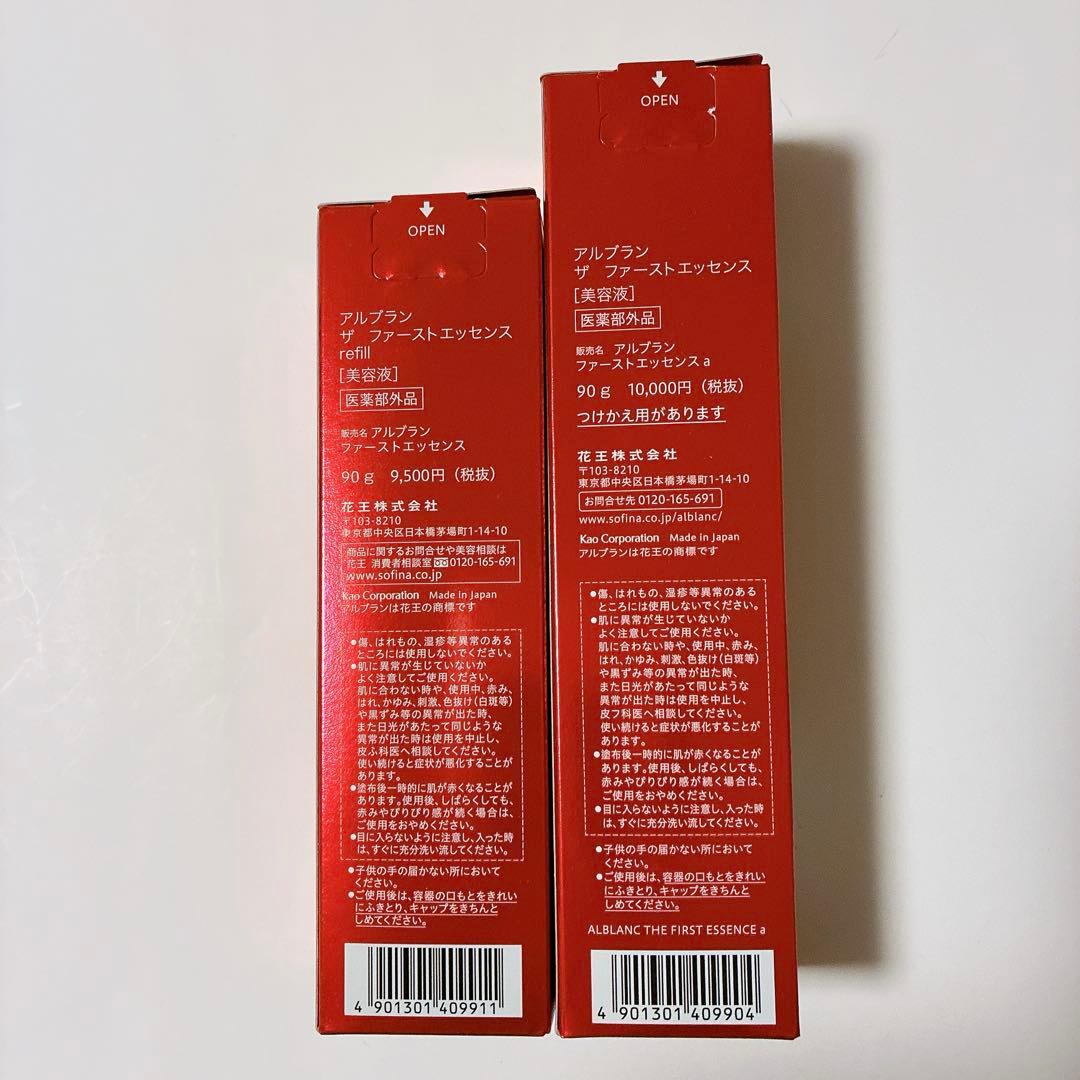 OPEN
アルブラン
ザ ファーストエッセンス
refill
[美容液]
医薬部外品
販売名 アルブラン
ファーストエッセンス
90g 9,500円(税抜)
花王株式会社
〒103-8210
東京都中央区日本橋茅場町1-14-10
商品に関するお問合せや美容相談は
花王 消費者相談室 0120-165-691
www.sofina.co.jp
Kao Corporation Made in Japan
アルブランは花王の商標です
●傷、はれもの、湿疹等異常のある
ところには使用しないでください。
●肌に異常が生じていないか
よく注意してご使用ください。
肌に合わない時や、使用中、赤み、
はれ、かゆみ、刺激、色抜け(白斑等)
や黒ずみ等の異常が出た時、
また日光があたって同じような
異常が出た時は使用を中止し、
皮ふ科医へ相談してください。
使い続けると症状が悪化することが
あります。
●塗布後一時的に肌が赤くなることが
あります。使用後、しばらくしても、
赤みやぴりぴり感が続く場合は、
ご使用をおやめください。
●目に入らないように注意し、入った時
は、すぐに充分洗い流してください。
●子供の手の届かない所において
ください。
●ご使用後は、容器の口もとをきれい
にふきとり、キャップをきちんと
しめてください。
4 901301 409911
OPEN
アルブラン
ザ ファーストエッセンス
[美容液]
医薬部外品
販売名 アルブラン
ファーストエッセンス a
90g 10,000円(税抜)
つけかえ用があります
花王株式会社
〒103-8210
東京都中央区日本橋茅場町1-14-10
お問合せ先 0120-165-691
www.sofina.co.jp/alblanc/
Kao Corporation Made in Japan
アルブランは花王の商標です
●傷、はれもの、湿疹等異常のある
ところには使用しないでください。
●肌に異常が生じていないか
よく注意してご使用ください。
肌に合わない時や、使用中、赤み、
はれ、かゆみ、刺激、色抜け(白斑等)
や黒ずみ等の異常が出た時、
また日光があたって同じような
異常が出た時は使用を中止し、
皮フ科医へ相談してください。
使い続けると症状が悪化することが
あります。
●塗布後一時的に肌が赤くなることが
あります。使用後、しばらくしても、
赤みやぴりぴり感が続く場合は、
ご使用をおやめください。
●目に入らないように注意し、入った時
は、すぐに充分洗い流してください。
●子供の手の届かない所において
ください。
●ご使用後は、容器の口もとをきれい
にふきとり、キャップをきちんと
しめてください。
ALBLANC THE FIRST ESSENCE a
4 901301 409904